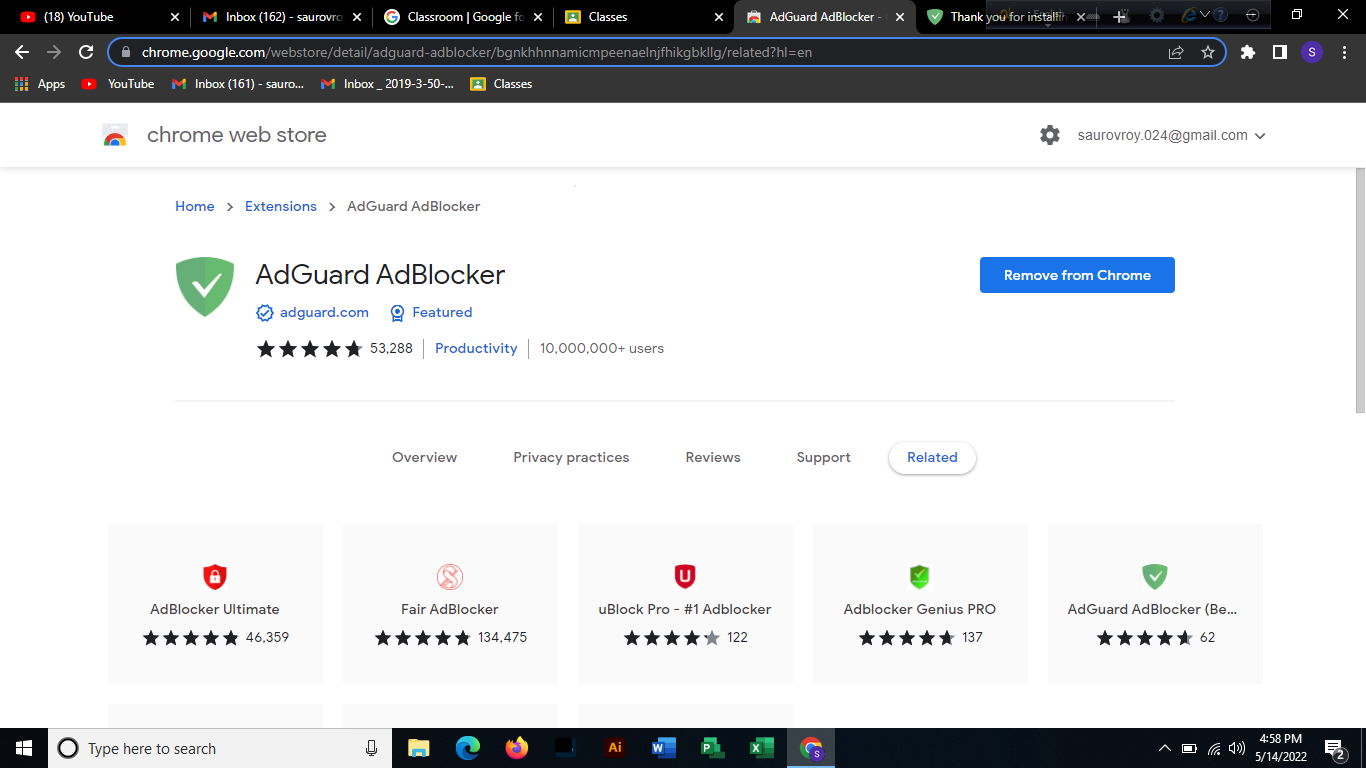 (18) YouTube
Inbox (162) - saurovro
Classroom | Google fo
Classes
AdGuard AdBlocker -
Thank you for install
chrome.google.com/webstore/detail/adguard-adblocker/bgnkhhnnamicmpeenaelnjfhikgbkllg/related?hl=en
S
Apps
YouTube
Inbox (161) - sauro...
Inbox _ 2019-3-50-...
Classes
chrome web store
saurovroy.024@gmail.com
Home > Extensions > AdGuard AdBlocker
AdGuard AdBlocker
Remove from Chrome
adguard.com
Featured
53,288
Productivity
10,000,000+ users
Overview
Privacy practices
Reviews
Support
Related
AdBlocker Ultimate
46,359
Fair AdBlocker
134,475
U
uBlock Pro - #1 Adblocker
122
Adblocker Genius PRO
137
AdGuard AdBlocker (Be...
62
Type here to search
Ai
W
P
X
S
4:58 PM
5/14/2022
2